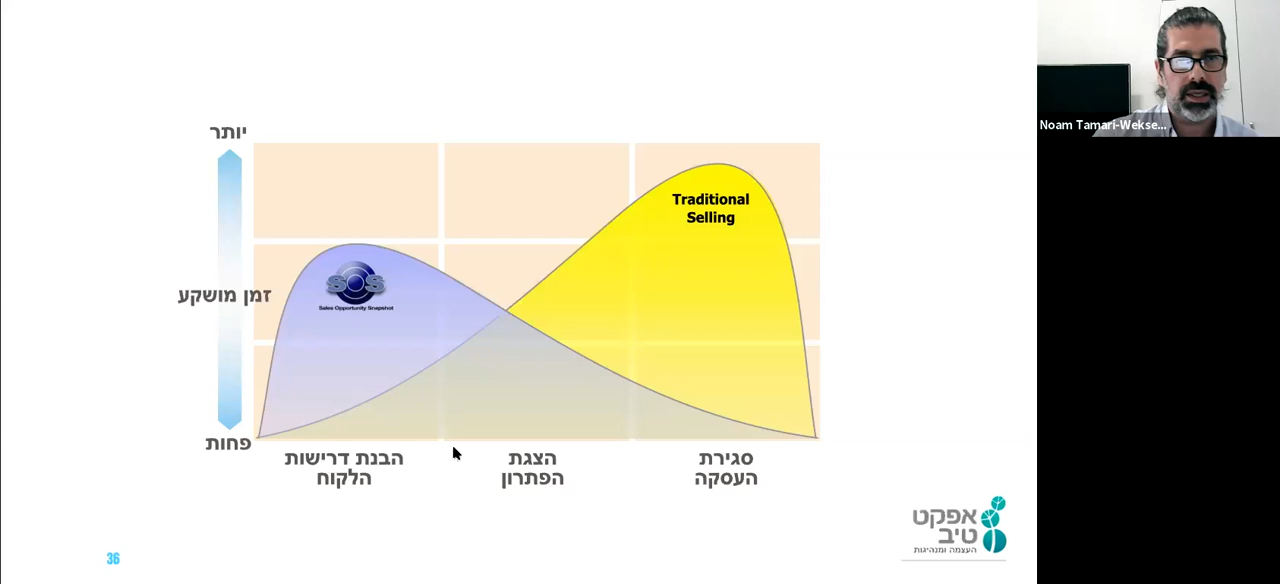 Noam Tamari-Wekse...
יותר
Traditional
Selling
SOS
Sales Opportunity Snapshot
זמן מושקע
פחות
הבנת דרישות
הלקוח
הצגת
הפתרון
סגירת
העסקה
אפקט
טיב
העצמה ומנהיגות
36